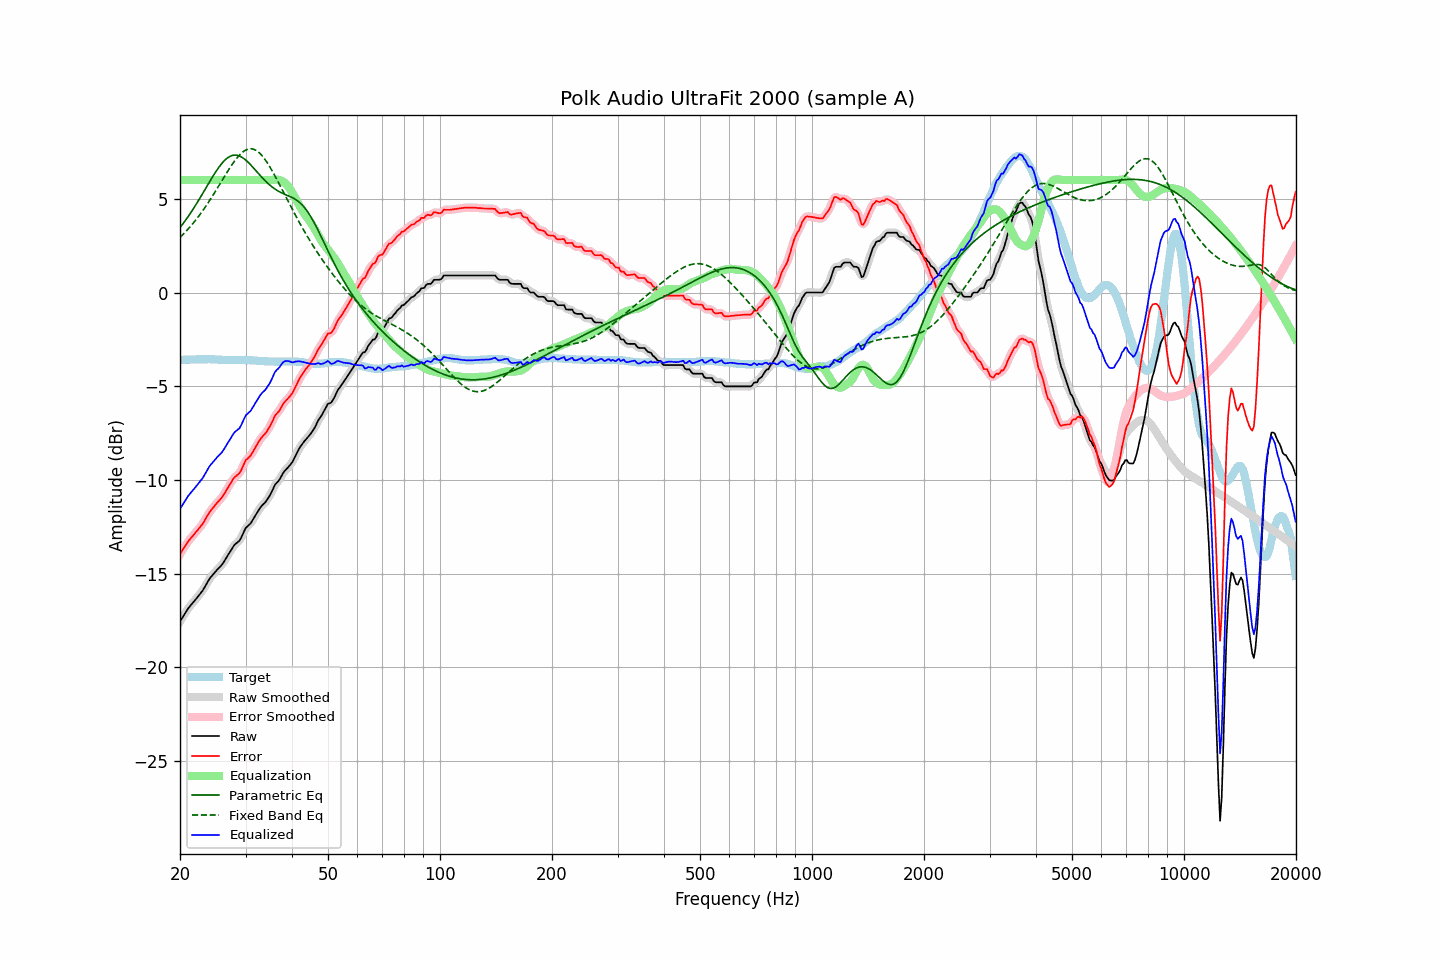 Polk Audio UltraFit 2000 (sample A)
Amplitude (dBr)
5
0
−5
−10
−15
−20
−25
Target
Raw Smoothed
Error Smoothed
Raw
Error
Equalization
Parametric Eq
Fixed Band Eq
Equalized
20 50 100 200 500 1000 2000 5000 10000 20000
Frequency (Hz)